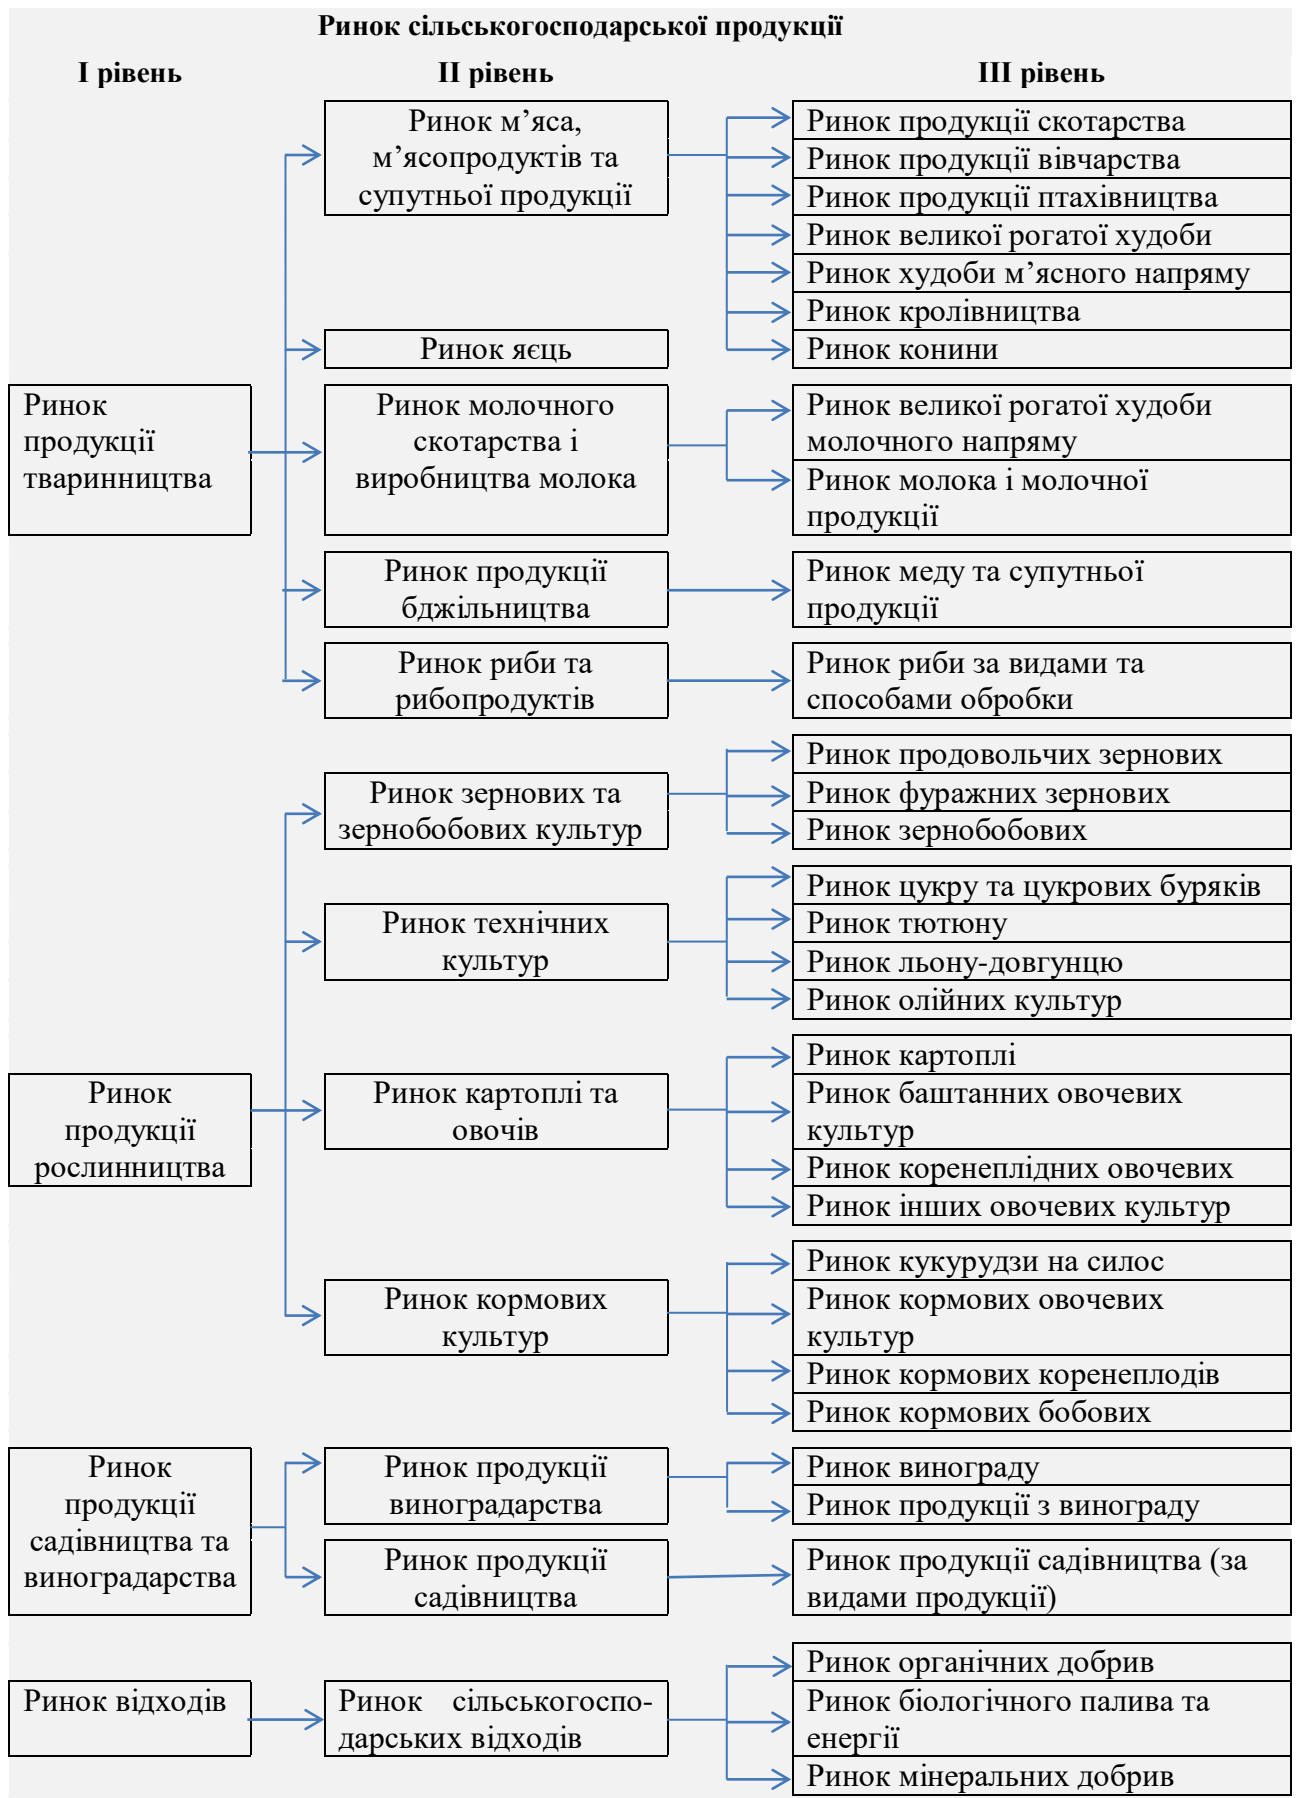 Ринок сільськогосподарської продукції
І рівень
ІІ рівень
ІІІ рівень
Ринок м’яса,
м’ясопродуктів та
супутньої продукції
Ринок продукції скотарства
Ринок продукції вівчарства
Ринок продукції птахівництва
Ринок великої рогатої худоби
Ринок худоби м’ясного напряму
Ринок кролівництва
Ринок яєць
Ринок конини
Ринок
продукції
тваринництва
Ринок молочного
скотарства і
виробництва молока
Ринок великої рогатої худоби
молочного напряму
Ринок молока і молочної
продукції
Ринок продукції
бджільництва
Ринок меду та супутньої
продукції
Ринок риби та
рибопродуктів
Ринок риби за видами та
способами обробки
Ринок зернових та
зернобобових культур
Ринок продовольчих зернових
Ринок фуражних зернових
Ринок зернобобових
Ринок технічних
культур
Ринок цукру та цукрових буряків
Ринок тютюну
Ринок льону-довгунцю
Ринок олійних культур
Ринок
продукції
рослинництва
Ринок картоплі та
овочів
Ринок картоплі
Ринок баштанних овочевих
культур
Ринок коренеплідних овочевих
Ринок інших овочевих культур
Ринок кормових
культур
Ринок кукурудзи на силос
Ринок кормових овочевих
культур
Ринок кормових коренеплодів
Ринок кормових бобових
Ринок
продукції
садівництва та
виноградарства
Ринок продукції
виноградарства
Ринок винограду
Ринок продукції з винограду
Ринок продукції
садівництва
Ринок продукції садівництва (за
видами продукції)
Ринок відходів
Ринок сільськогоспо-
дарських відходів
Ринок органічних добрив
Ринок біологічного палива та
енергії
Ринок мінеральних добрив